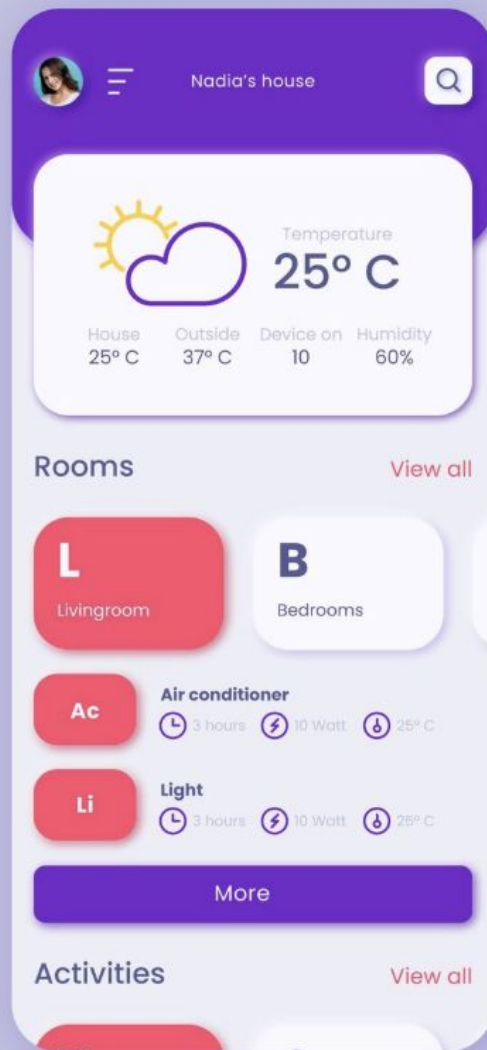 Nadia's house
Temperature
25° C
House Outside Device on Humidity
25° C 37° C 10 60%
Rooms View all
L B
Livingroom Bedrooms
Ac Air conditioner
3 hours 10 Watt 25° C
Li Light
3 hours 10 Watt 25° C
More
Activities View all